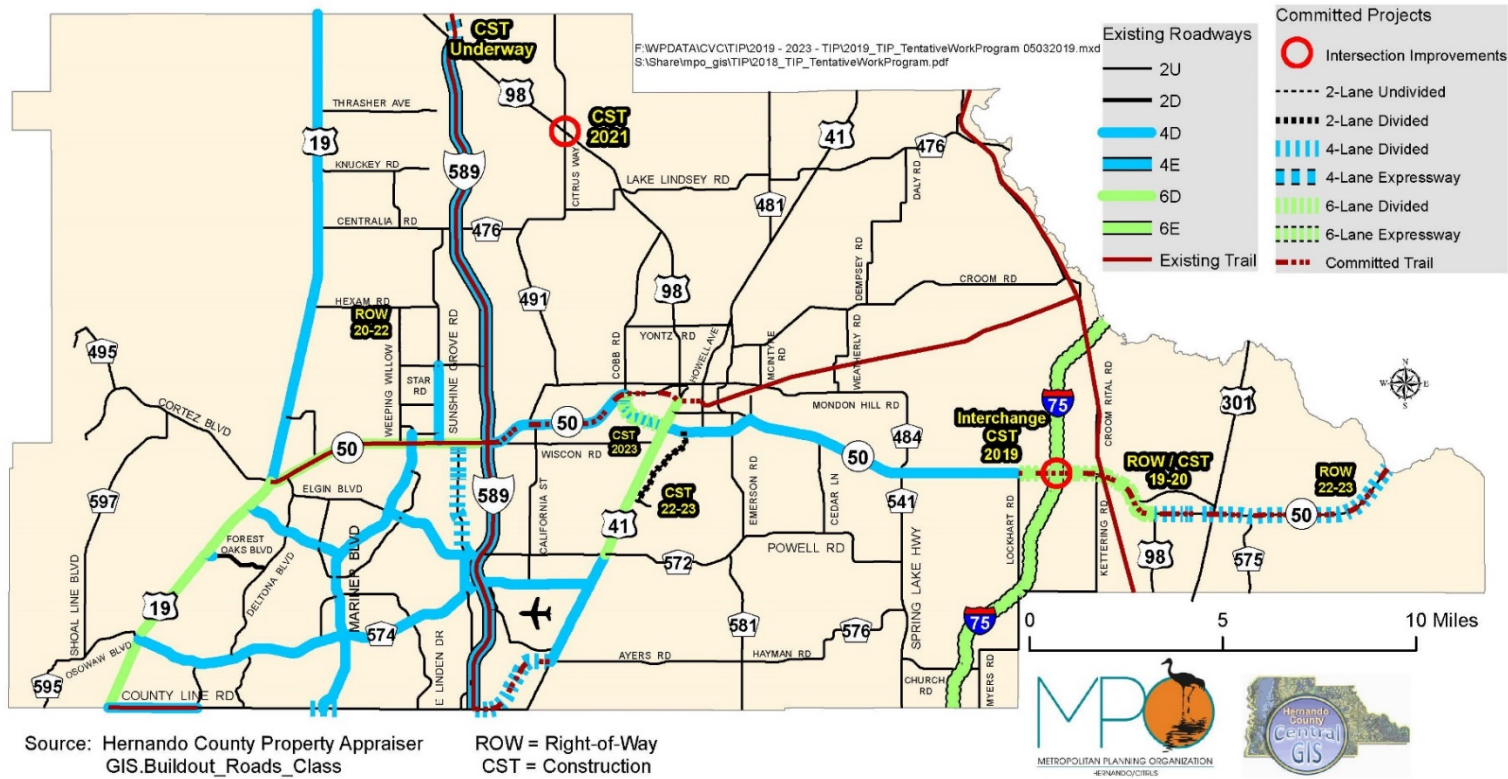 CST
Underway
F:WPDATA\CVC\TIP\2019 - 2023 - TIP\2019_TIP_TentativeWorkProgram 05032019.mxd
S:\Share\mpo_gis\TIP\2018_TIP_TentativeWorkProgram.pdf
Existing Roadways
2U
2D
4D
4E
6D
6E
Existing Trail
Committed Projects
Intersection Improvements
2-Lane Undivided
2-Lane Divided
4-Lane Divided
4-Lane Expressway
6-Lane Divided
6-Lane Expressway
Committed Trail
98
THRASHER AVE
19
CST
2021
41
476
KNUCKEY RD
589
CITRUS WAY
LAKE LINDSEY RD
DALY RD
481
CENTRALIA RD
476
98
DEMPSEY RD
CROOM RD
HEXAM RD
491
ROW
20-22
495
WEEPING WILLOW
SUNSHINE GROVE RD
STAR
RD
COBB RD
YONTZ RD
HOWELL AVE
MCINTYRE
RD
WEATHERLY RD
75
CROOM RITAL RD
301
N
W
E
S
CORTEZ BLVD
50
50
MONDON HILL RD
CST
2023
WISCON RD
484
50
Interchange
CST
2019
ROW / CST
19-20
ROW
22-23
597
ELGIN BLVD
589
CALIFORNIA ST
CST
22-23
EMERSON RD
CEDAR LN
541
LOCKHART RD
KETTERING RD
50
41
98
575
FOREST
OAKS BLVD
DELTONA BLVD
MARINER BLVD
572
POWELL RD
SHOAL LINE BLVD
19
574
581
576
SPRING LAKE HWY
75
0
5
10 Miles
OSOWAW BLVD
E LINDEN DR
AYERS RD
HAYMAN RD
CHURCH
RD
MYERS RD
595
COUNTY LINE RD
MPO
METROPOLITAN PLANNING ORGANIZATION
HERNANDO/CITRUS
Hernando
County
Central
GIS
Source: Hernando County Property Appraiser
GIS.Buildout_Roads_Class
ROW = Right-of-Way
CST = Construction